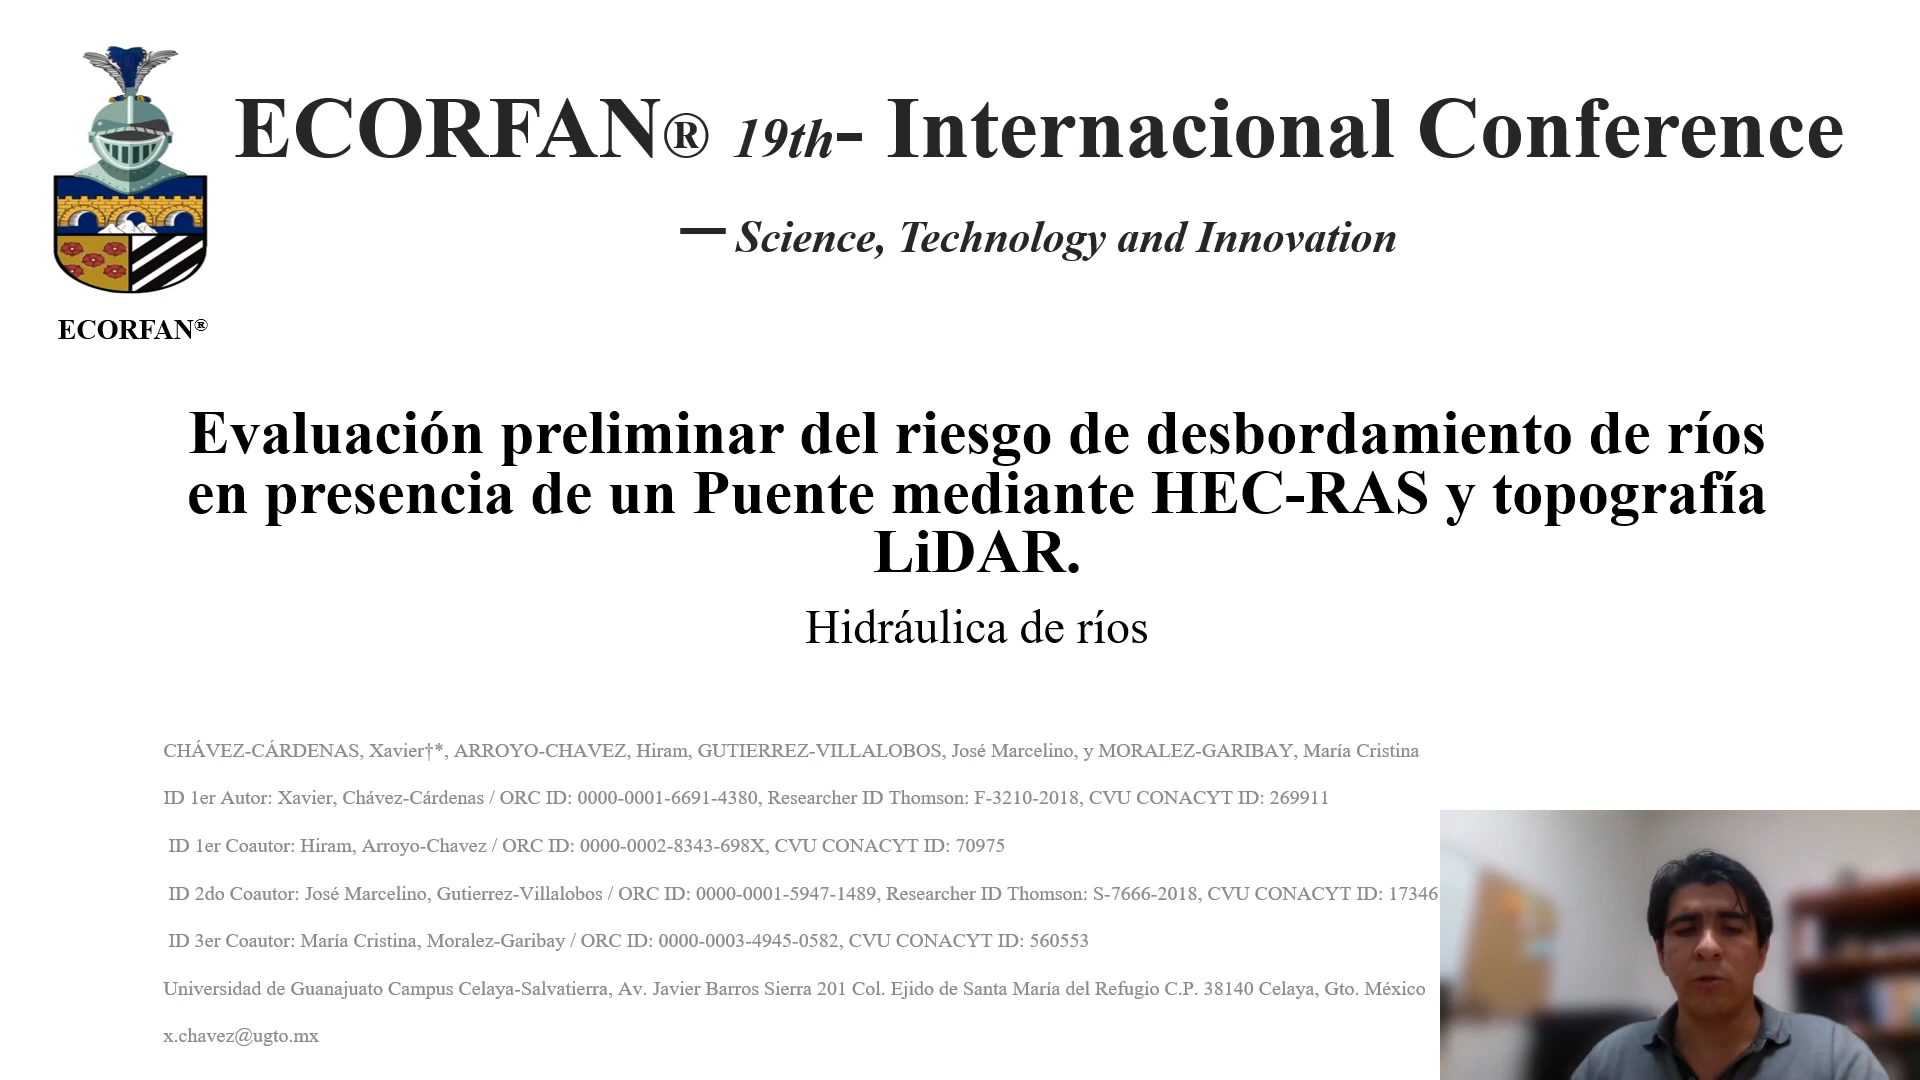 ECORFAN® 19th- Internacional Conference
— Science, Technology and Innovation
ECORFAN®
Evaluación preliminar del riesgo de desbordamiento de ríos
en presencia de un Puente mediante HEC-RAS y topografía
LiDAR.
Hidráulica de ríos
CHÁVEZ-CÁRDENAS, Xavier†*, ARROYO-CHAVEZ, Hiram, GUTIERREZ-VILLALOBOS, José Marcelino, y MORALEZ-GARIBAY, María Cristina
ID 1er Autor: Xavier, Chávez-Cárdenas / ORC ID: 0000-0001-6691-4380, Researcher ID Thomson: F-3210-2018, CVU CONACYT ID: 269911
ID 1er Coautor: Hiram, Arroyo-Chavez / ORC ID: 0000-0002-8343-698X, CVU CONACYT ID: 70975
ID 2do Coautor: José Marcelino, Gutierrez-Villalobos / ORC ID: 0000-0001-5947-1489, Researcher ID Thomson: S-7666-2018, CVU CONACYT ID: 17346
ID 3er Coautor: María Cristina, Moralez-Garibay / ORC ID: 0000-0003-4945-0582, CVU CONACYT ID: 560553
Universidad de Guanajuato Campus Celaya-Salvatierra, Av. Javier Barros Sierra 201 Col. Ejido de Santa María del Refugio C.P. 38140 Celaya, Gto. México
x.chavez@ugto.mx